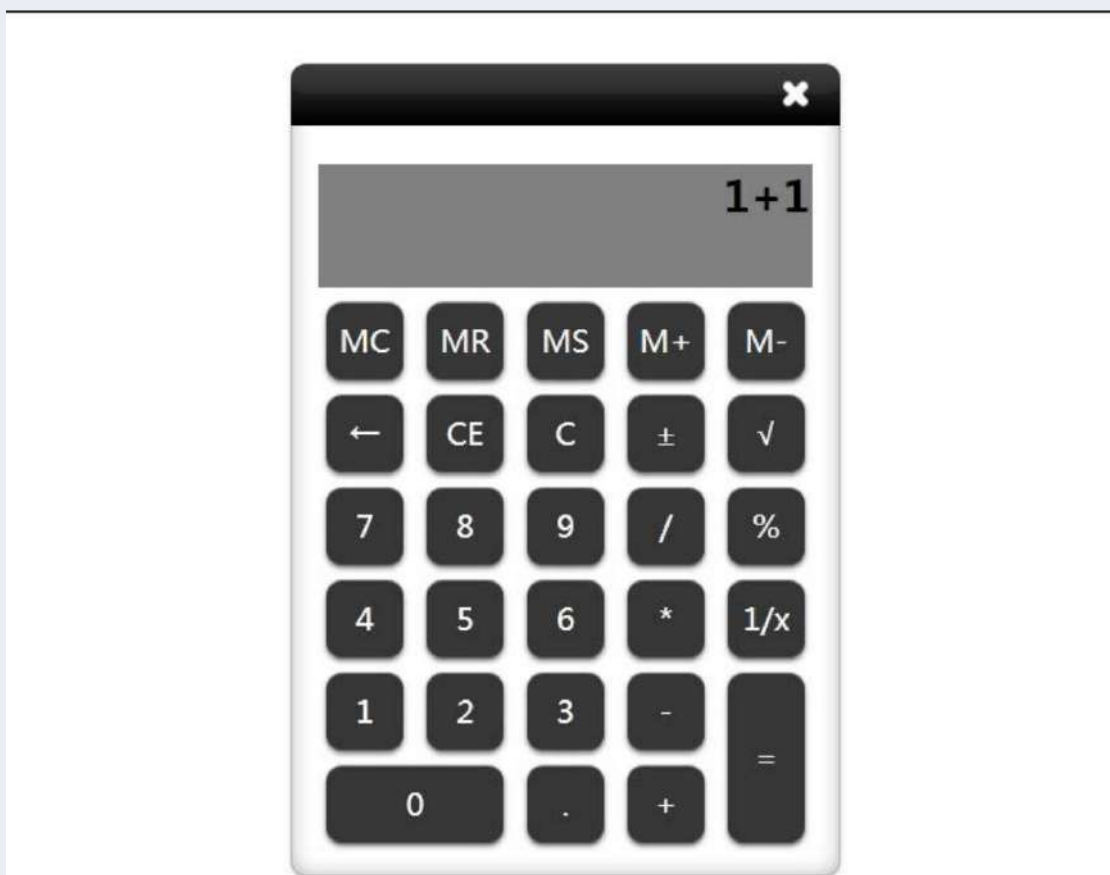 1+1
MC MR MS M+ M-
← CE C ± √
7 8 9 / %
4 5 6 * 1/x
1 2 3 -
=
0 . +